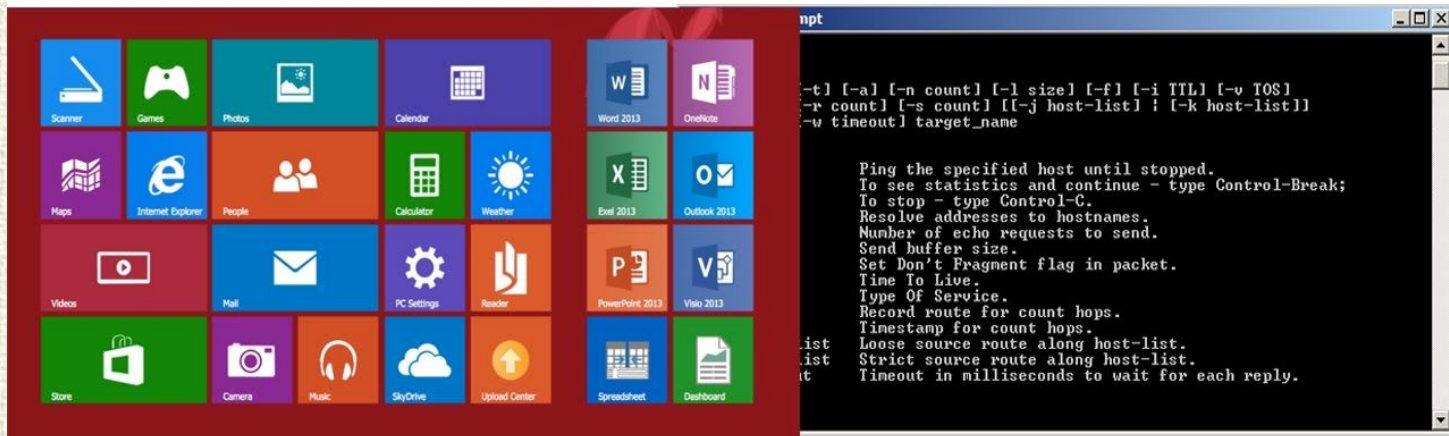 Scanner
Games
Photos
Calendar
Word 2013
OneNote
Maps
Internet Explorer
People
Calculator
Weather
Exel 2013
Outlook 2013
Videos
Mail
PC Settings
Reader
PowerPoint 2013
Visio 2013
Store
Camera
Music
SkyDrive
Upload Center
Spreadsheet
Dashboard
mpt
[-t] [-a] [-n count] [-l size] [-f] [-i TTL] [-v TOS]
[-r count] [-s count] [[-j host-list] ¦ [-k host-list]]
[-w timeout] target_name
Ping the specified host until stopped.
To see statistics and continue - type Control-Break;
To stop - type Control-C.
Resolve addresses to hostnames.
Number of echo requests to send.
Send buffer size.
Set Don't Fragment flag in packet.
Time To Live.
Type Of Service.
Record route for count hops.
Timestamp for count hops.
ist Loose source route along host-list.
ist Strict source route along host-list.
t Timeout in milliseconds to wait for each reply.